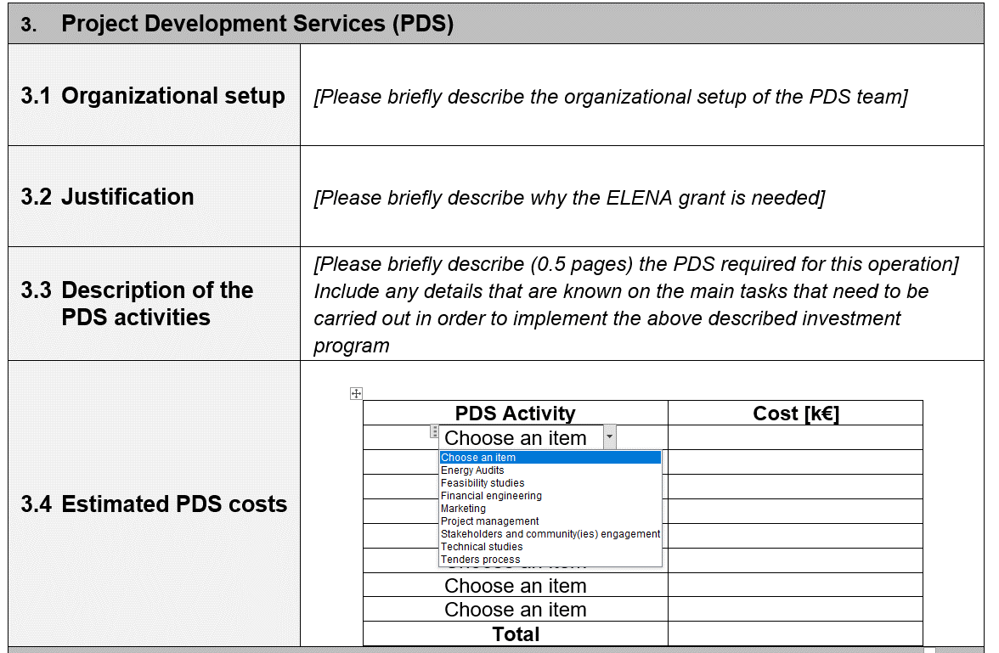 3. Project Development Services (PDS)
3.1 Organizational setup
[Please briefly describe the organizational setup of the PDS team]
3.2 Justification
[Please briefly describe why the ELENA grant is needed]
3.3 Description of the
PDS activities
[Please briefly describe (0.5 pages) the PDS required for this operation]
Include any details that are known on the main tasks that need to be
carried out in order to implement the above described investment
program
3.4 Estimated PDS costs
PDS Activity Cost [k€]
Choose an item
Choose an item
Energy Audits
Feasibility studies
Financial engineering
Marketing
Project management
Stakeholders and community(ies) engagement
Technical studies
Tenders process
Choose an item
Choose an item
Total